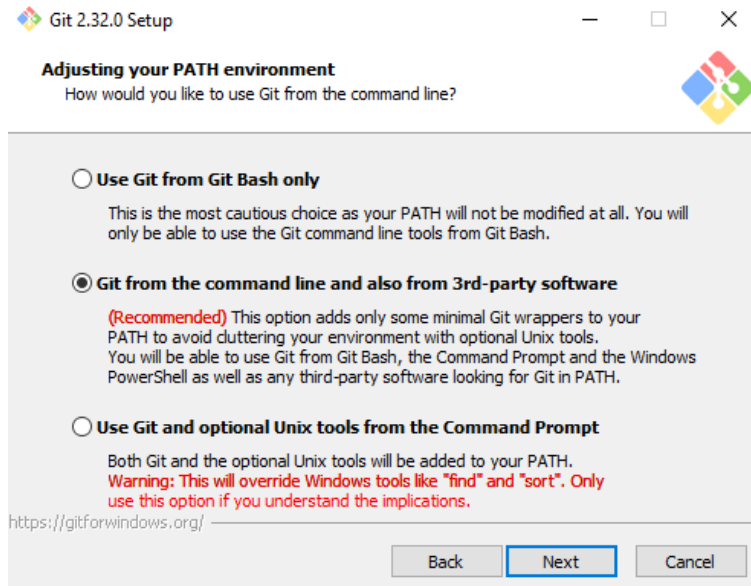 Git 2.32.0 Setup
Adjusting your PATH environment
How would you like to use Git from the command line?
Use Git from Git Bash only
This is the most cautious choice as your PATH will not be modified at all. You will
only be able to use the Git command line tools from Git Bash.
Git from the command line and also from 3rd-party software
(Recommended) This option adds only some minimal Git wrappers to your
PATH to avoid cluttering your environment with optional Unix tools.
You will be able to use Git from Git Bash, the Command Prompt and the Windows
PowerShell as well as any third-party software looking for Git in PATH.
Use Git and optional Unix tools from the Command Prompt
Both Git and the optional Unix tools will be added to your PATH.
Warning: This will override Windows tools like "find" and "sort". Only
use this option if you understand the implications.
https://gitforwindows.org/
Back Next Cancel